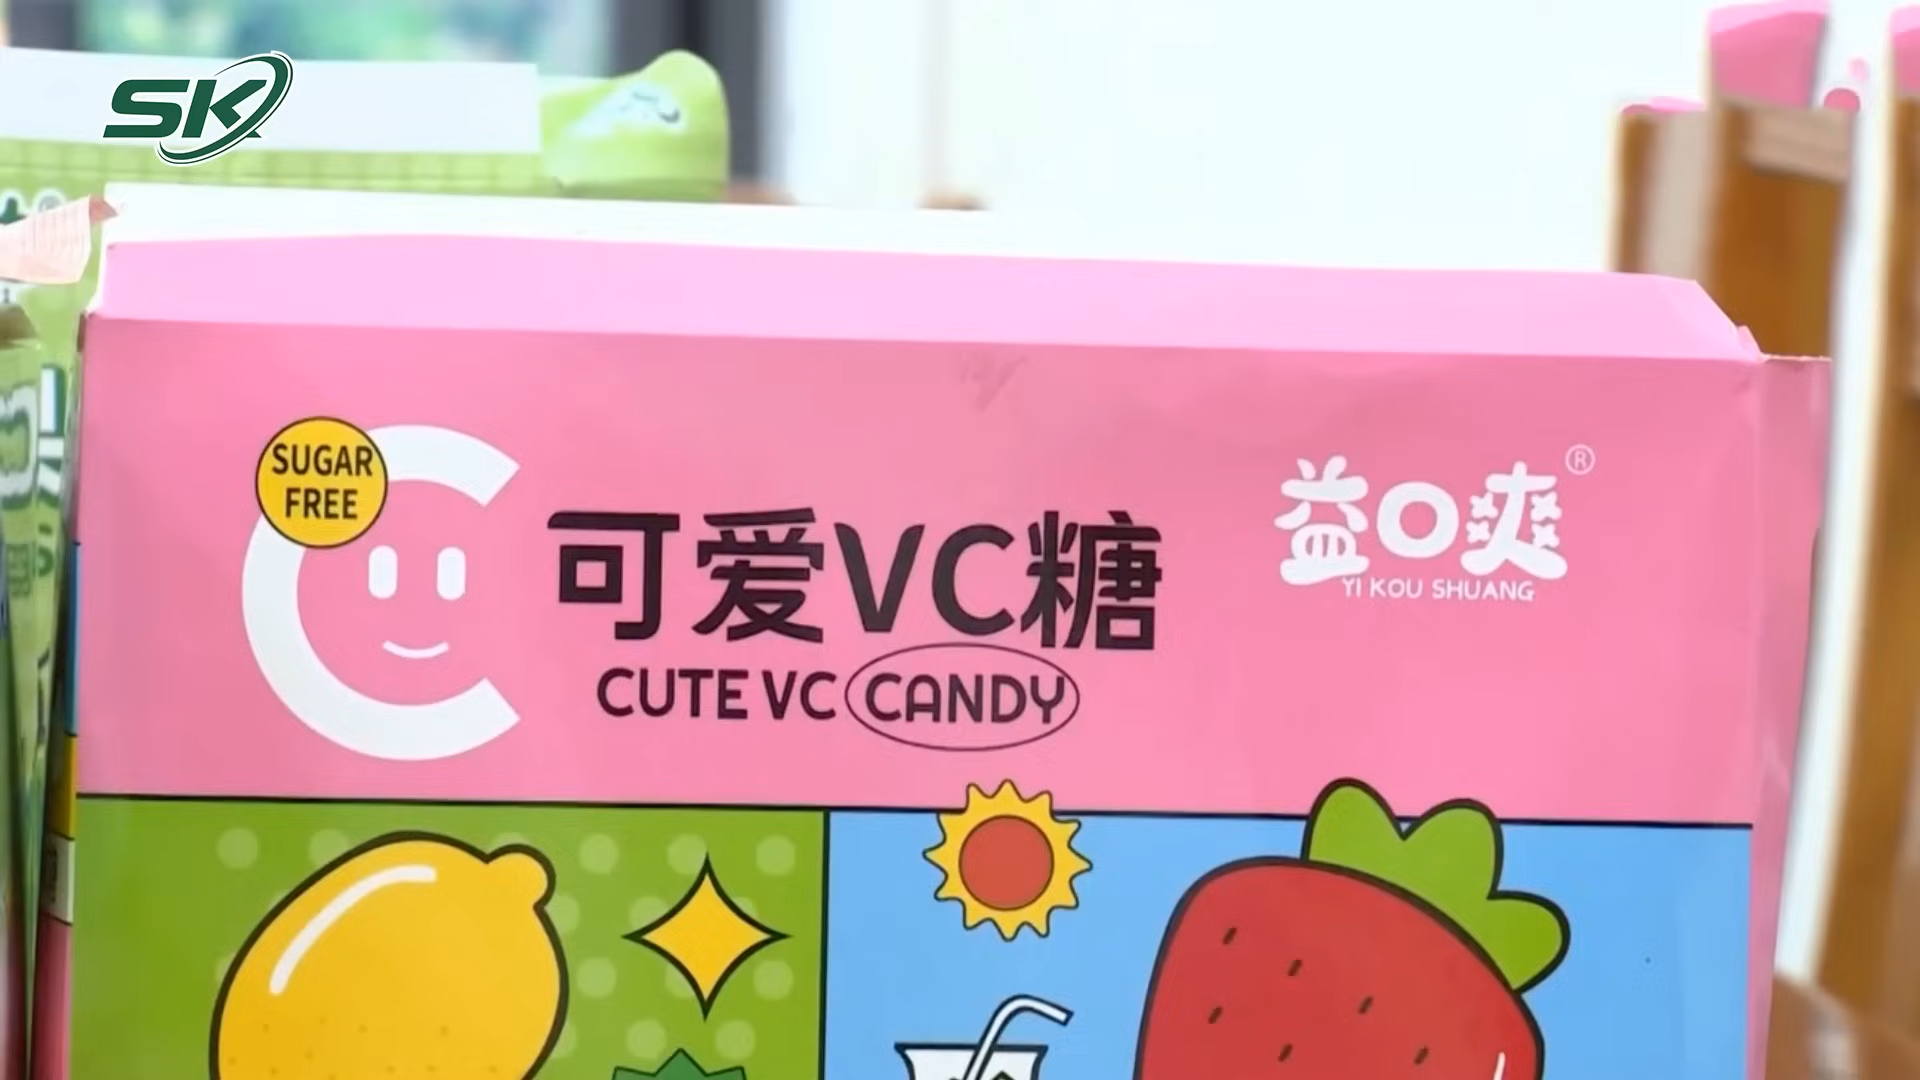 SK
SUGAR
FREE
可爱VC糖
CUTE VC CANDY
益口爽®
YI KOU SHUANG